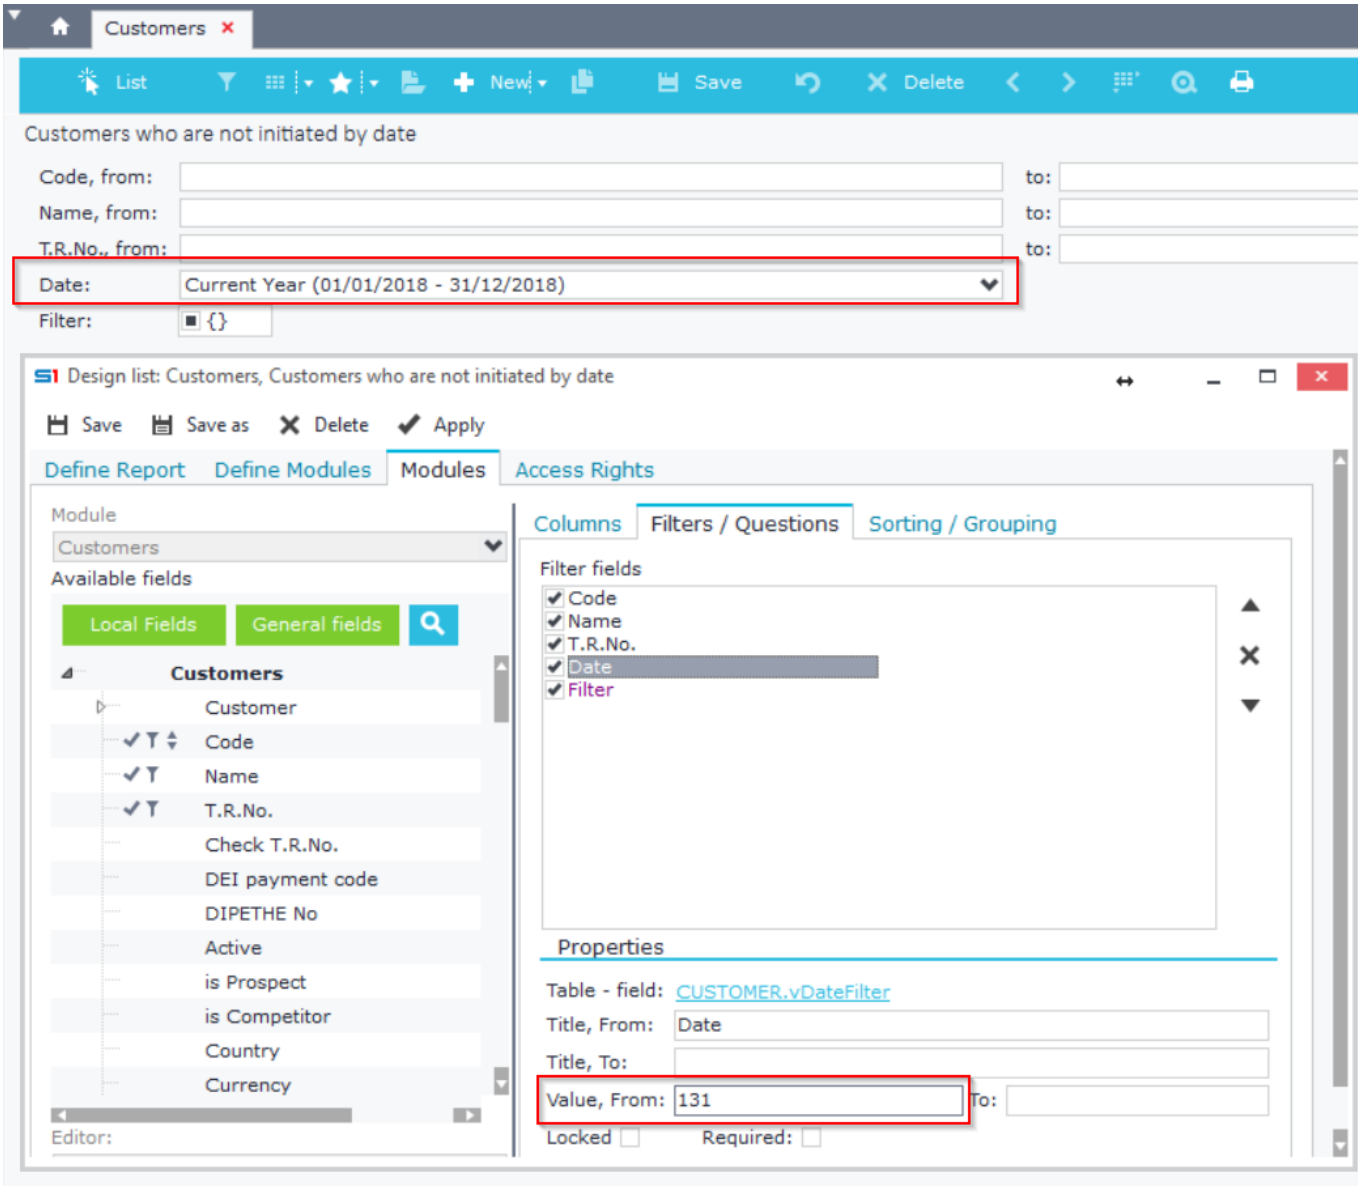 Customers
List New Save Delete
Customers who are not initiated by date
Code, from: to:
Name, from: to:
T.R.No., from: to:
Date: Current Year (01/01/2018 - 31/12/2018)
Filter: {}
S1 Design list: Customers, Customers who are not initiated by date
Save Save as Delete Apply
Define Report Define Modules Modules Access Rights
Module
Customers
Available fields
Local Fields General fields
Customers
Customer
Code
Name
T.R.No.
Check T.R.No.
DEI payment code
DIPETHE No
Active
is Prospect
is Competitor
Country
Currency
Editor:
Columns Filters / Questions Sorting / Grouping
Filter fields
Code
Name
T.R.No.
Date
Filter
Properties
Table - field: CUSTOMER.vDateFilter
Title, From: Date
Title, To:
Value, From: 131 To:
Locked Required: